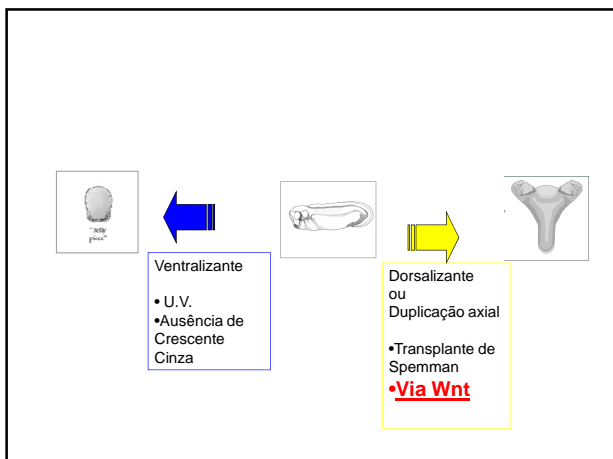 Ventralizante
• U.V.
•Ausência de
Crescente
Cinza
Dorsalizante
ou
Duplicação axial
•Transplante de
Spemman
•Via Wnt